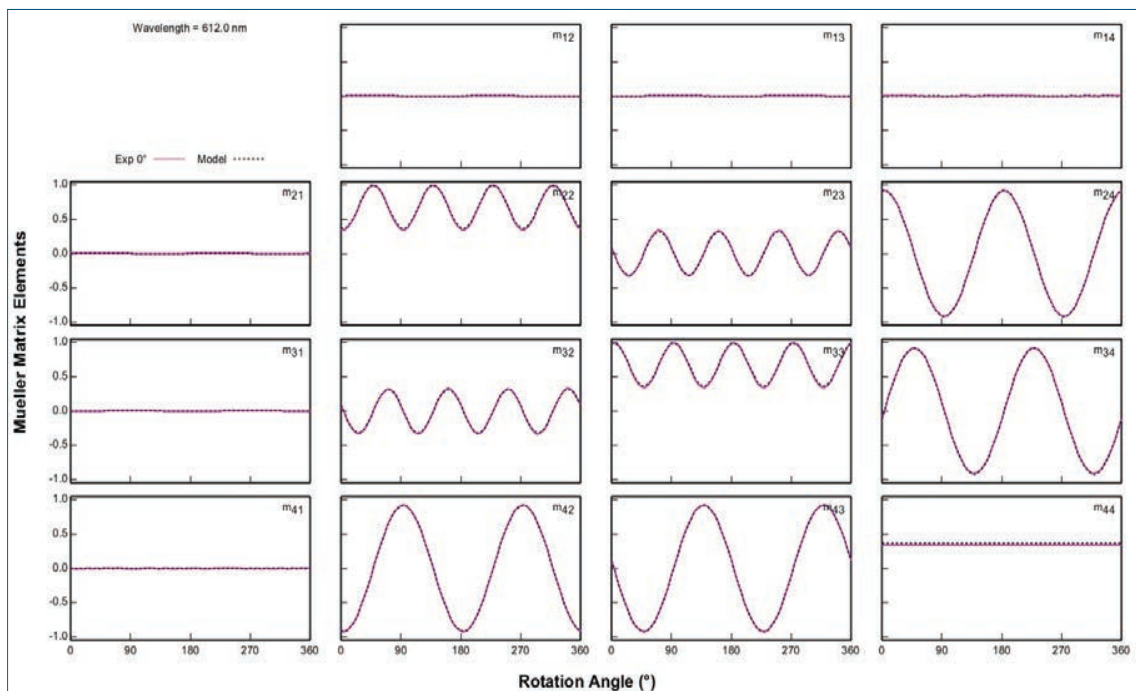 Wavelength = 612.0 nm
m12
m13
m14
Exp 0° Model
Mueller Matrix Elements
1.0
0.5
0.0
-0.5
-1.0
m21
m22
m23
m24
1.0
0.5
0.0
-0.5
-1.0
m31
m32
m33
m34
1.0
0.5
0.0
-0.5
-1.0
m41
m42
m43
m44
0 90 180 270 360 0 90 180 270 360 0 90 180 270 360 0 90 180 270 360
Rotation Angle (°)